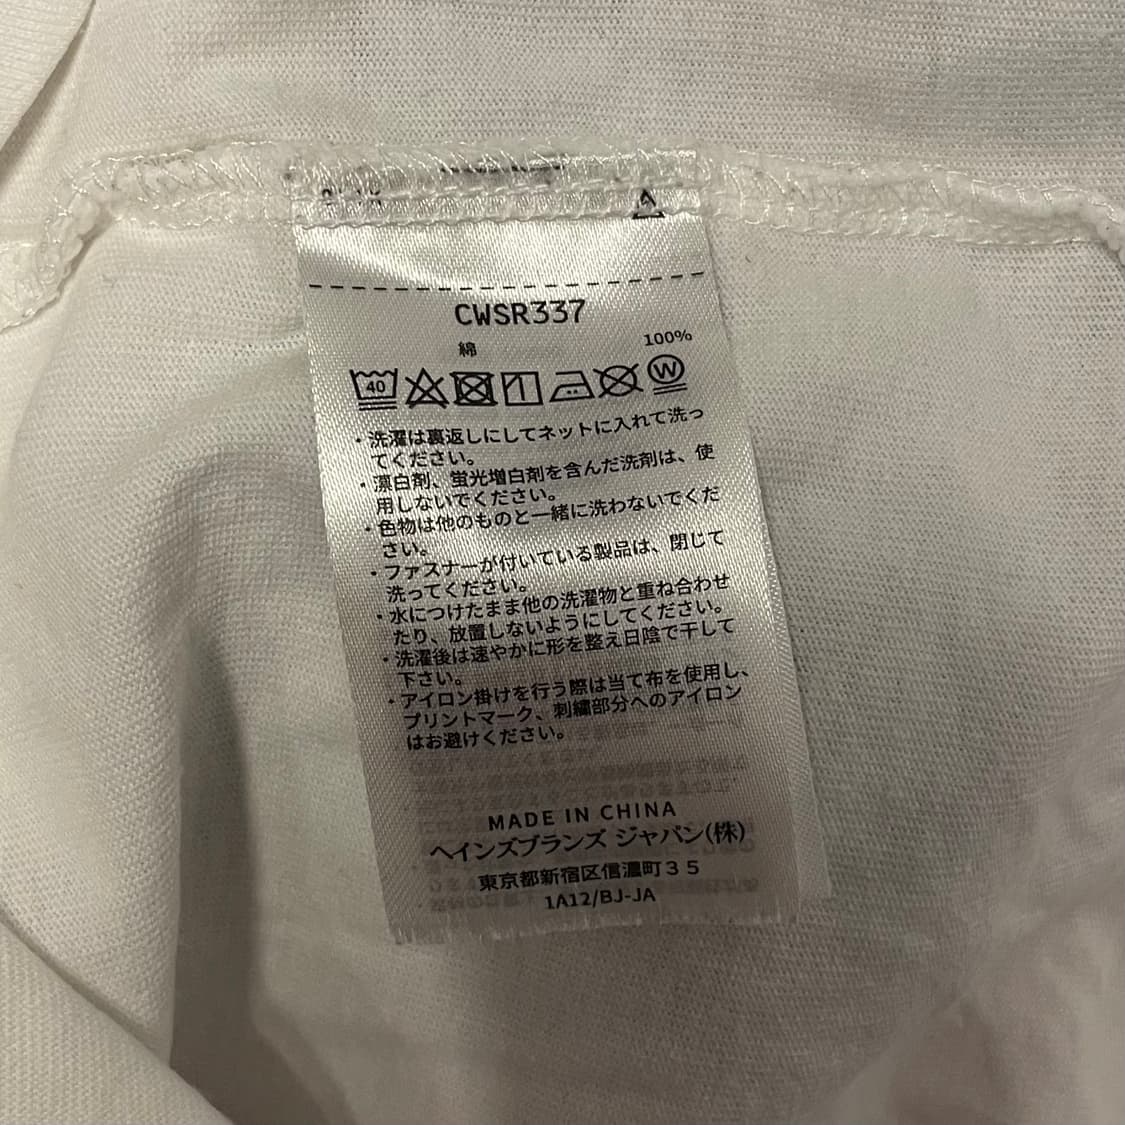 CWSR337
綿 100%
40 W
・洗濯は裏返しにしてネットに入れて洗っ
てください。
・漂白剤、蛍光増白剤を含んだ洗剤は、使
用しないでください。
・色物は他のものと一緒に洗わないでくだ
さい。
・ファスナーが付いている製品は、閉じて
洗ってください。
・水につけたまま他の洗濯物と重ね合わせ
たり、放置しないようにしてください。
・洗濯後は速やかに形を整え日陰で干して
下さい。
・アイロン掛けを行う際は当て布を使用し、
プリントマーク、刺繍部分へのアイロン
はお避けください。
MADE IN CHINA
ヘインズブランズ ジャパン(株)
東京都新宿区信濃町35
1A12/BJ-JA